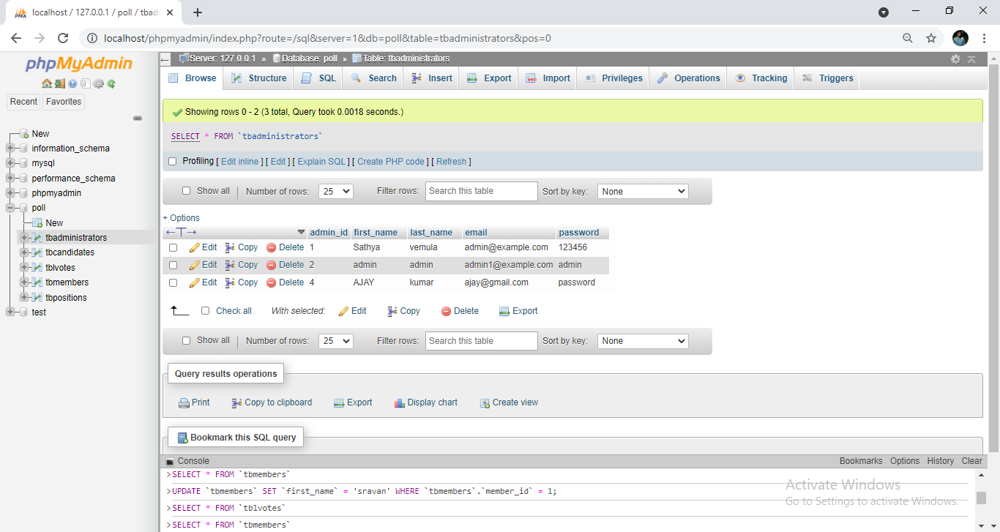 localhost / 127.0.0.1 / poll / tbad
localhost/phpmyadmin/index.php?route=/sql&server=1&db=poll&table=tbadministrators&pos=0
phpMyAdmin
Recent Favorites
New
information_schema
mysql
performance_schema
phpmyadmin
poll
New
tbadministrators
tbcandidates
tblvotes
tbmembers
tbpositions
test
Server: 127.0.0.1 » Database: poll » Table: tbadministrators
Browse Structure SQL Search Insert Export Import Privileges Operations Tracking Triggers
Showing rows 0 - 2 (3 total, Query took 0.0018 seconds.)
SELECT * FROM `tbadministrators`
Profiling [ Edit inline ] [ Edit ] [ Explain SQL ] [ Create PHP code ] [ Refresh ]
Show all | Number of rows: 25 Filter rows: Search this table Sort by key: None
+ Options
←T→ admin_id first_name last_name email password
Edit Copy Delete 1 Sathya vemula admin@example.com 123456
Edit Copy Delete 2 admin admin admin1@example.com admin
Edit Copy Delete 4 AJAY kumar ajay@gmail.com password
Check all With selected: Edit Copy Delete Export
Show all | Number of rows: 25 Filter rows: Search this table Sort by key: None
Query results operations
Print Copy to clipboard Export Display chart Create view
Bookmark this SQL query
Console Bookmarks Options History Clear
>SELECT * FROM `tbmembers`
>UPDATE `tbmembers` SET `first_name` = 'sravan' WHERE `tbmembers`.`member_id` = 1;
>SELECT * FROM `tblvotes`
>SELECT * FROM `tbmembers`
Activate Windows
Go to Settings to activate Windows.